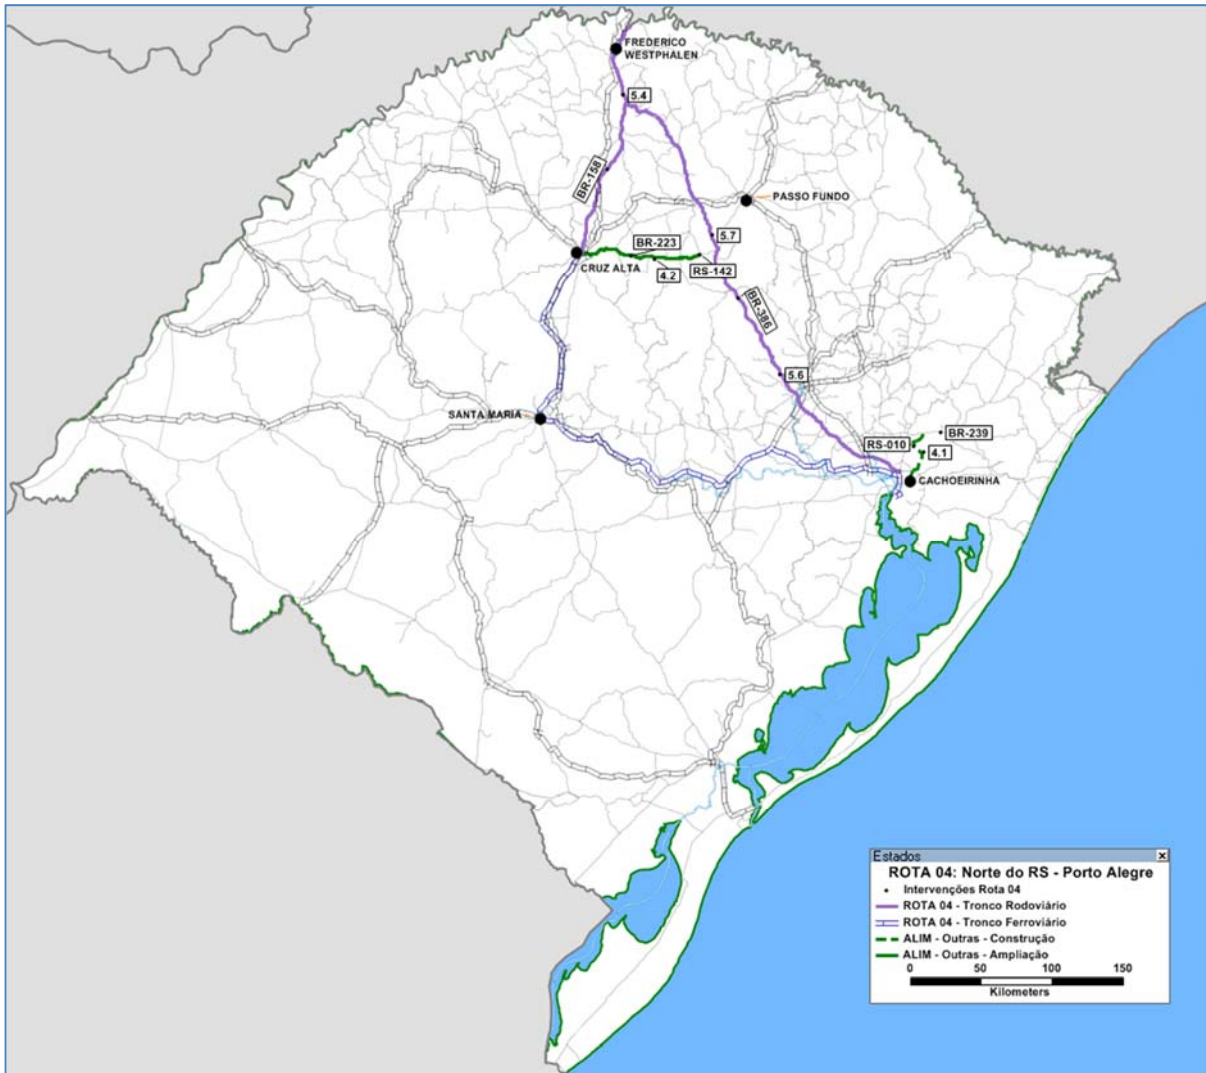 FREDERICO
WESTPHALEN
5.4
BR-158
PASSO FUNDO
5.7
BR-223
CRUZ ALTA
4.2
RS-142
BR-386
5.6
SANTA MARIA
RS-010
BR-239
4.1
CACHOEIRINHA
Estados
ROTA 04: Norte do RS - Porto Alegre
Intervenções Rota 04
ROTA 04 - Tronco Rodoviário
ROTA 04 - Tronco Ferroviário
ALIM - Outras - Construção
ALIM - Outras - Ampliação
0 50 100 150
Kilometers